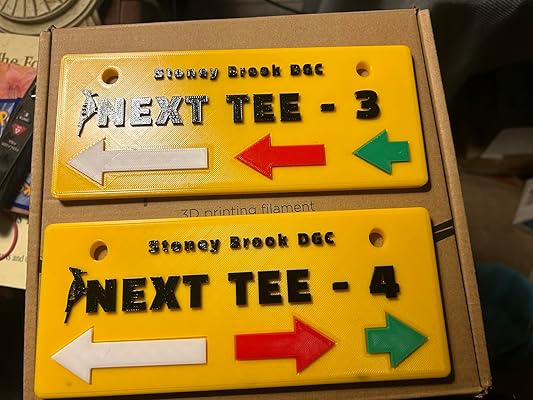 Stoney Brook DGC
NEXT TEE - 3
3D printing filament
Stoney Brook DGC
NEXT TEE - 4